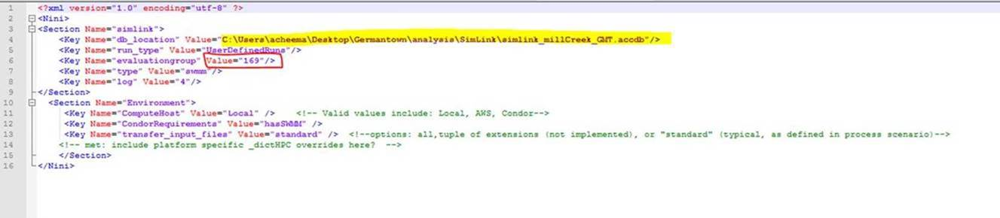 1 <?xml version="1.0" encoding="utf-8" ?>
2 <Nini>
3 <Section Name="simlink">
4 <Key Name="db_location" Value="C:\Users\acheema\Desktop\Germantown\analysis\SimLink\simlink_millCreek_GMT.accdb"/>
5 <Key Name="run_type" Value="UserDefinedRuns"/>
6 <Key Name="evaluationgroup" Value="169"/>
7 <Key Name="type" Value="swmm"/>
8 <Key Name="log" Value="4"/>
9 </Section>
10 <Section Name="Environment">
11 <Key Name="ComputeHost" Value="Local" /> <!-- Valid values include: Local, AWS, Condor-->
12 <Key Name="CondorRequirements" Value="hasSWMM" />
13 <Key Name="transfer_input_files" Value="standard" /> <!--options: all,tuple of extensions (not implemented), or "standard" (typical, as defined in process scenario)-->
14 <!-- met: include platform specific _dictHPC overrides here? -->
15 </Section>
16 </Nini>